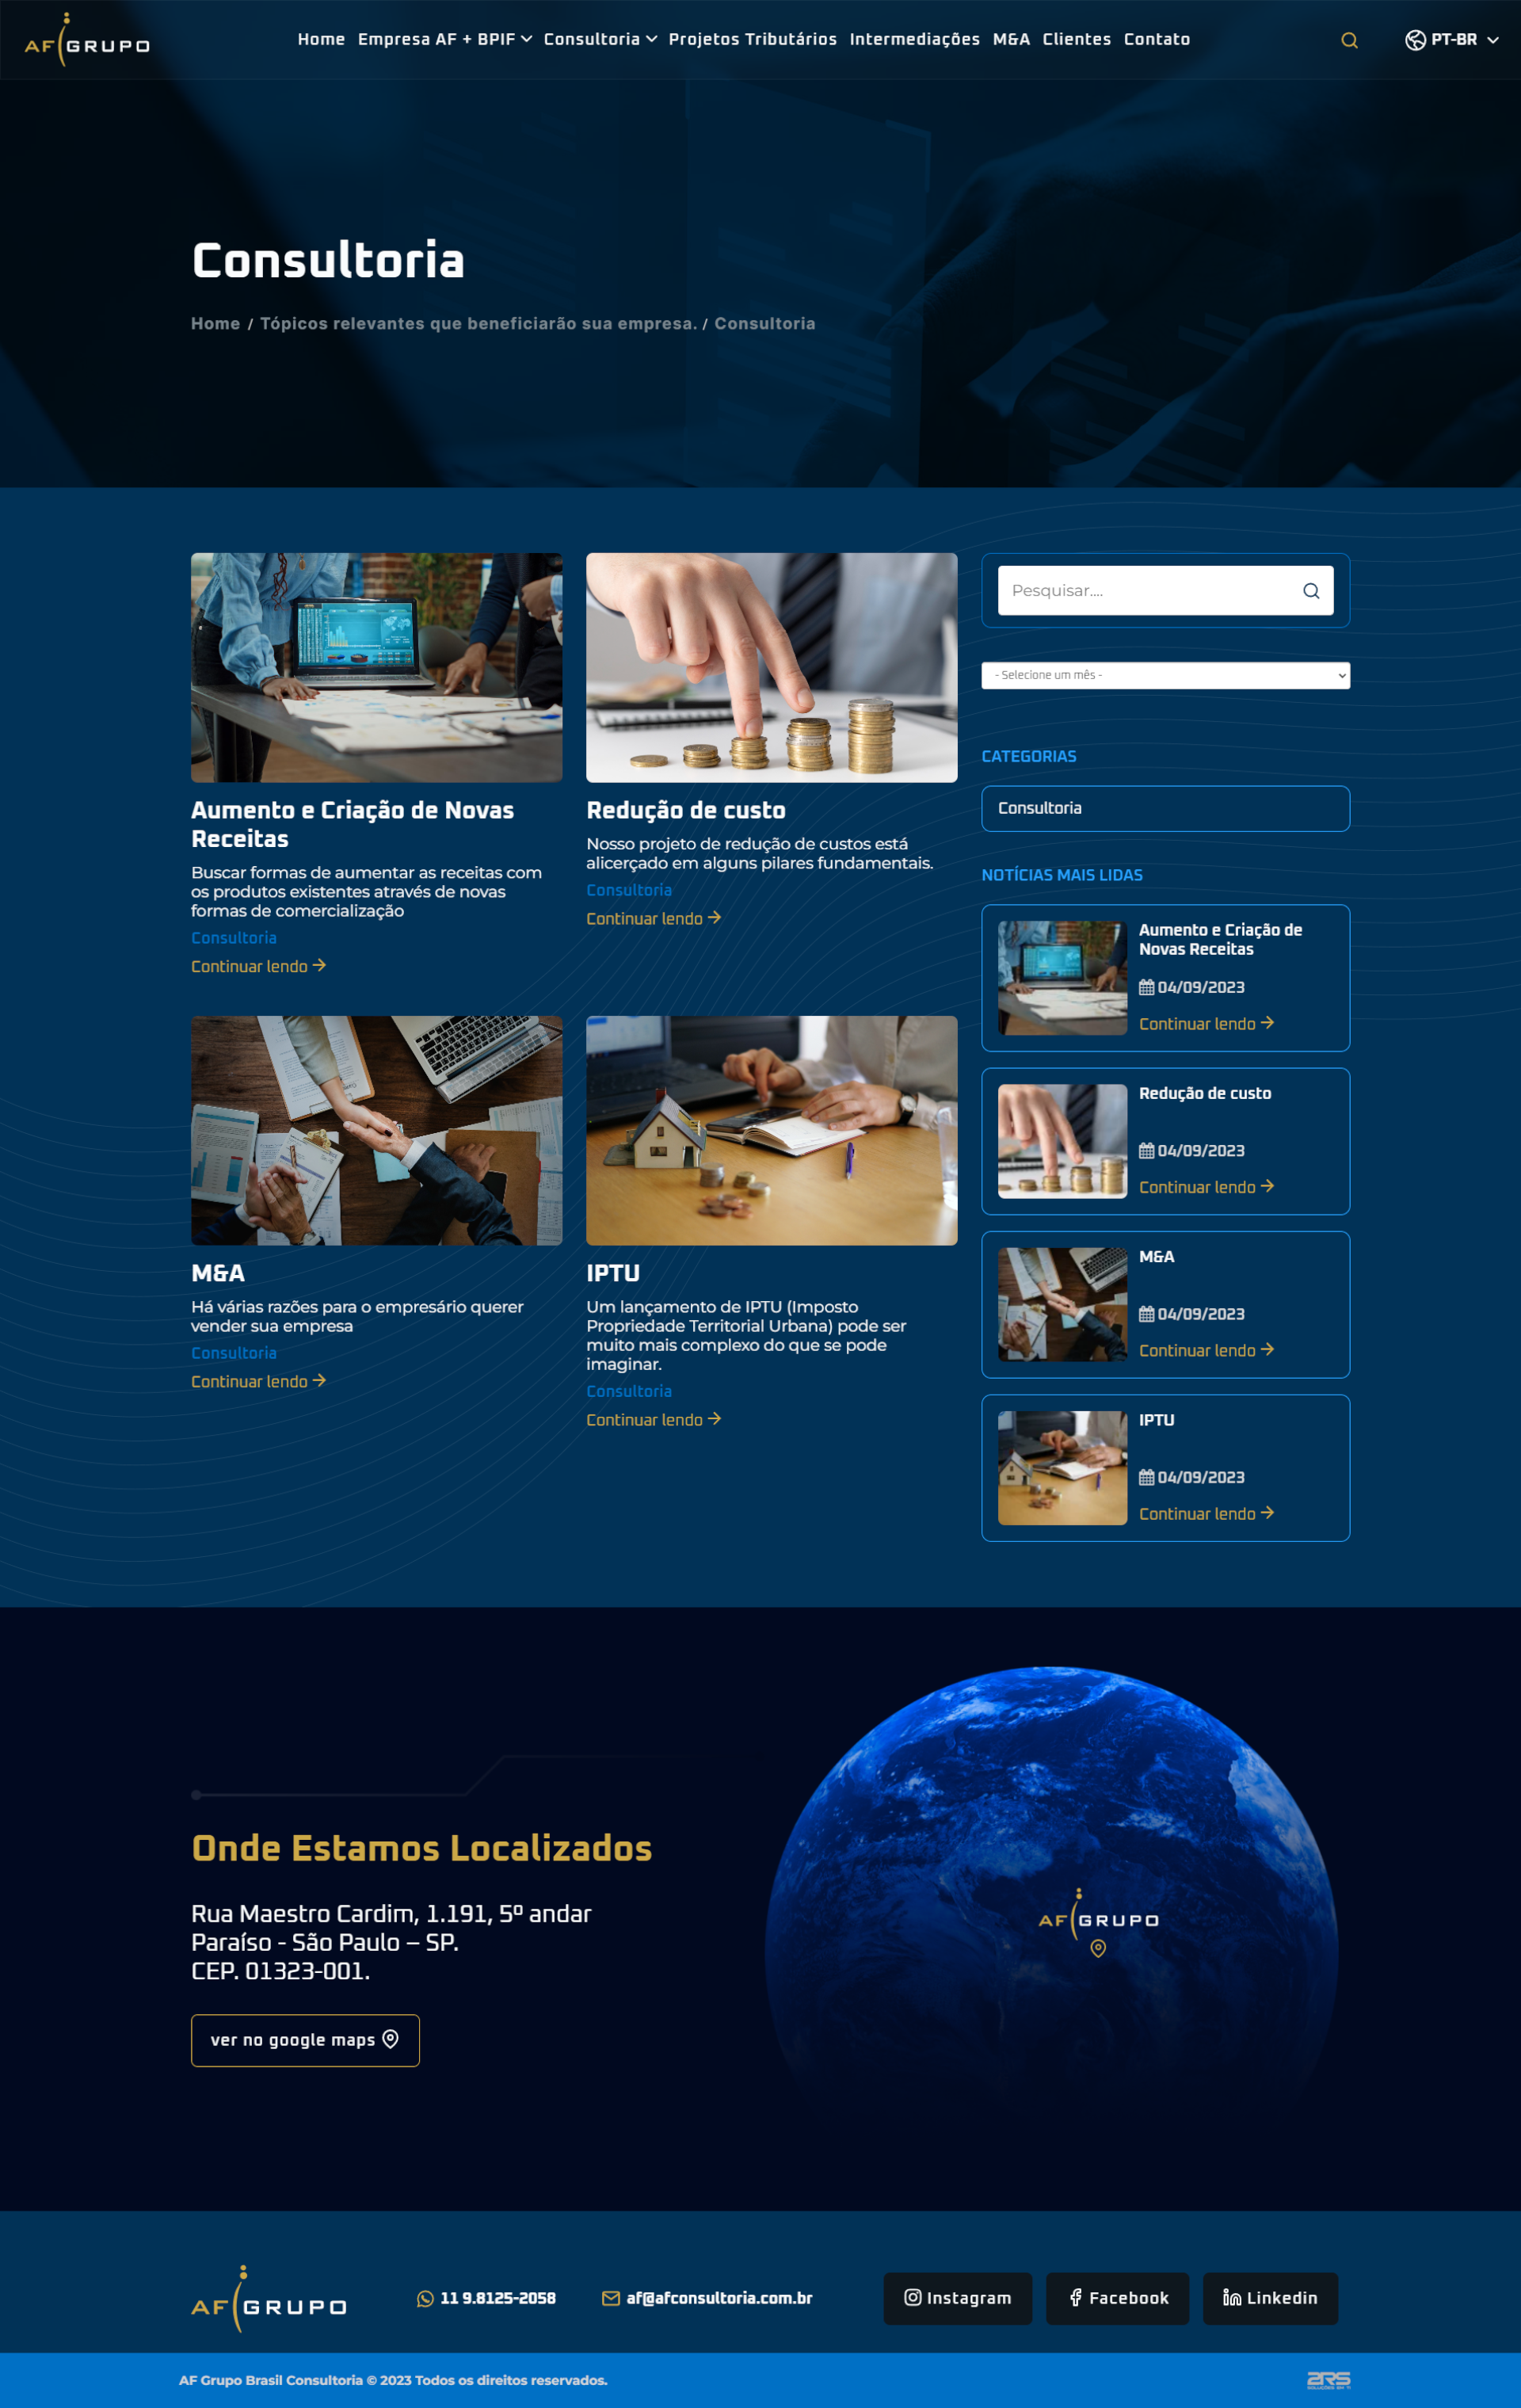 AF GRUPO
Home Empresa AF + BPIF Consultoria Projetos Tributários Intermediações M&A Clientes Contato
PT-BR
Consultoria
Home / Tópicos relevantes que beneficiarão sua empresa. / Consultoria
Aumento e Criação de Novas
Receitas
Buscar formas de aumentar as receitas com
os produtos existentes através de novas
formas de comercialização
Consultoria
Continuar lendo
Redução de custo
Nosso projeto de redução de custos está
alicerçado em alguns pilares fundamentais.
Consultoria
Continuar lendo
M&A
Há várias razões para o empresário querer
vender sua empresa
Consultoria
Continuar lendo
IPTU
Um lançamento de IPTU (Imposto
Propriedade Territorial Urbana) pode ser
muito mais complexo do que se pode
imaginar.
Consultoria
Continuar lendo
Pesquisar....
- Selecione um mês -
CATEGORIAS
Consultoria
NOTÍCIAS MAIS LIDAS
Aumento e Criação de
Novas Receitas
04/09/2023
Continuar lendo
Redução de custo
04/09/2023
Continuar lendo
M&A
04/09/2023
Continuar lendo
IPTU
04/09/2023
Continuar lendo
Onde Estamos Localizados
Rua Maestro Cardim, 1.191, 5º andar
Paraíso - São Paulo – SP.
CEP. 01323-001.
ver no google maps
AF GRUPO
AF GRUPO
11 9.8125-2058
af@afconsultoria.com.br
Instagram
Facebook
Linkedin
AF Grupo Brasil Consultoria © 2023 Todos os direitos reservados.
2RS